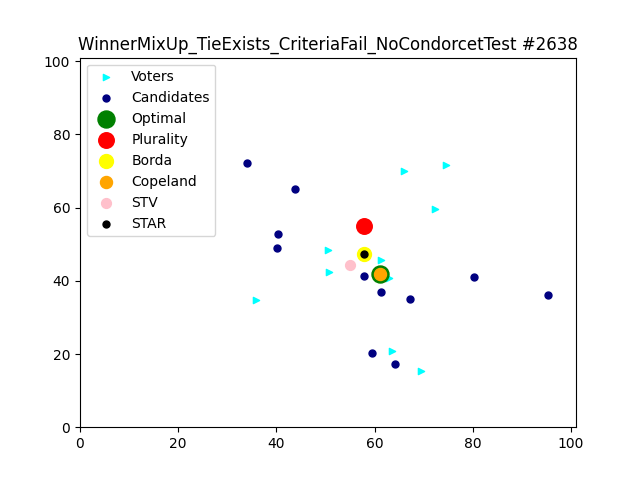 WinnerMixUp_TieExists_CriteriaFail_NoCondorcetTest #2638
100
80
60
40
20
0
Voters
Candidates
Optimal
Plurality
Borda
Copeland
STV
STAR
0 20 40 60 80 100